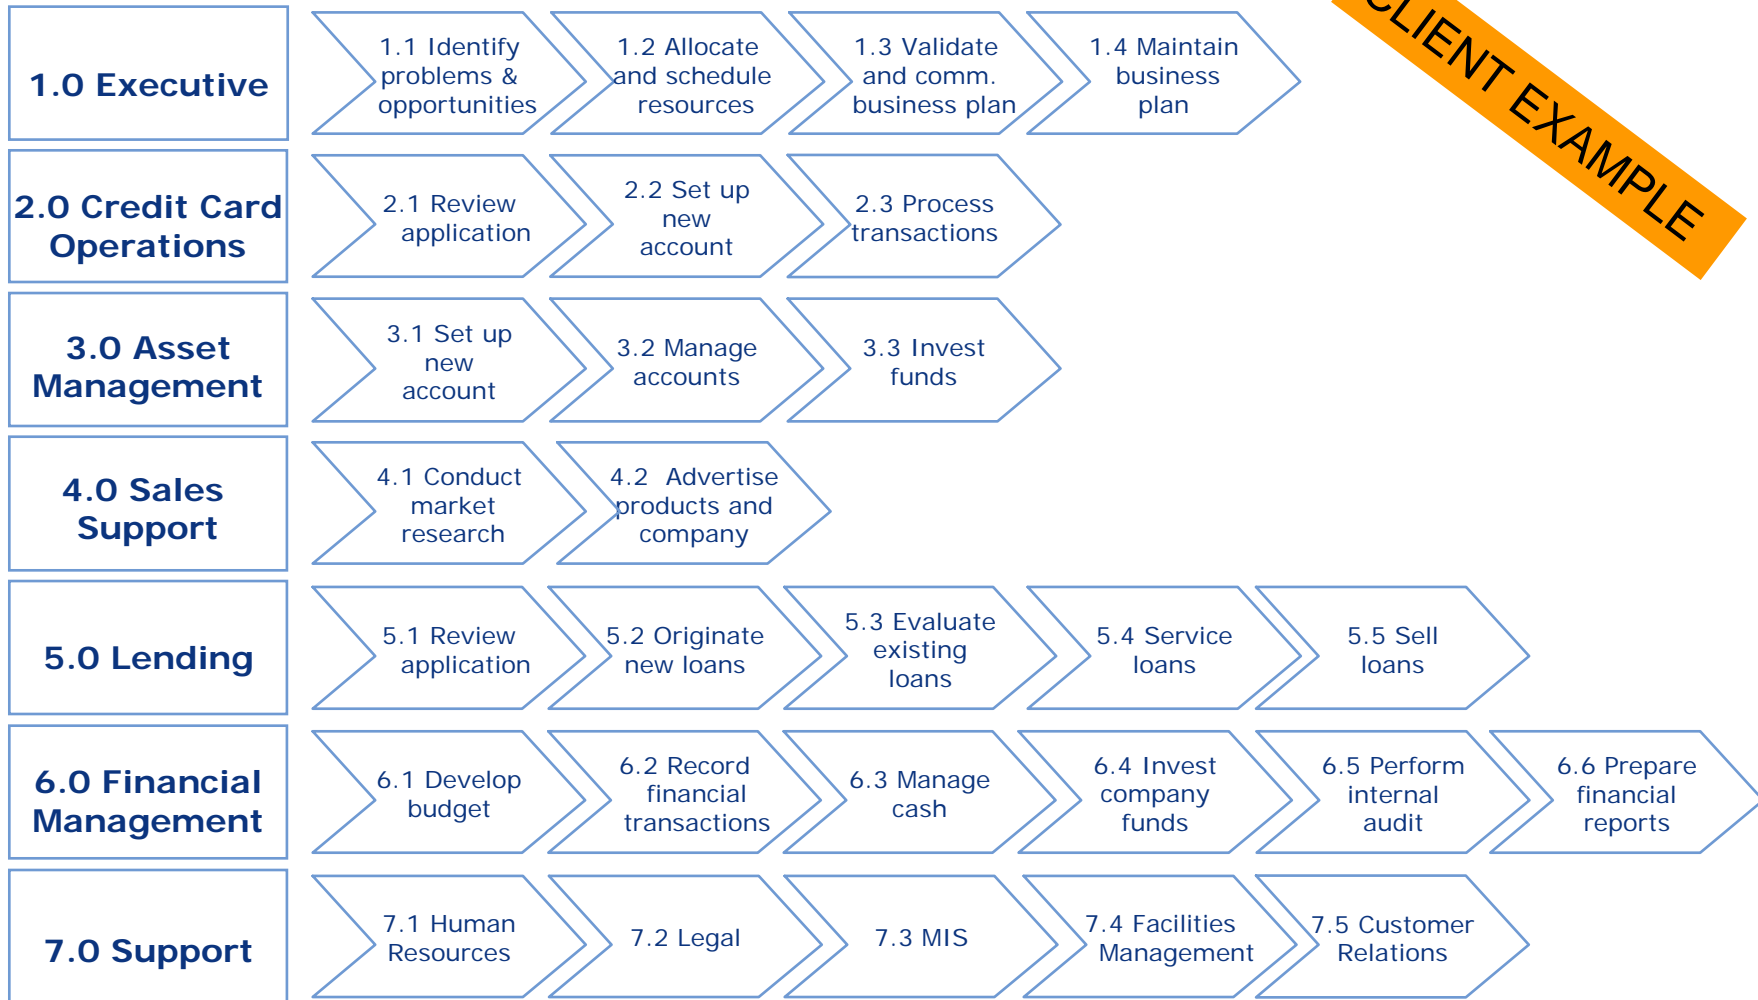 CLIENT EXAMPLE
1.0 Executive
1.1 Identify
problems &
opportunities
1.2 Allocate
and schedule
resources
1.3 Validate
and comm.
business plan
1.4 Maintain
business
plan
2.0 Credit Card
Operations
2.1 Review
application
2.2 Set up
new
account
2.3 Process
transactions
3.0 Asset
Management
3.1 Set up
new
account
3.2 Manage
accounts
3.3 Invest
funds
4.0 Sales
Support
4.1 Conduct
market
research
4.2 Advertise
products and
company
5.0 Lending
5.1 Review
application
5.2 Originate
new loans
5.3 Evaluate
existing
loans
5.4 Service
loans
5.5 Sell
loans
6.0 Financial
Management
6.1 Develop
budget
6.2 Record
financial
transactions
6.3 Manage
cash
6.4 Invest
company
funds
6.5 Perform
internal
audit
6.6 Prepare
financial
reports
7.0 Support
7.1 Human
Resources
7.2 Legal
7.3 MIS
7.4 Facilities
Management
7.5 Customer
Relations